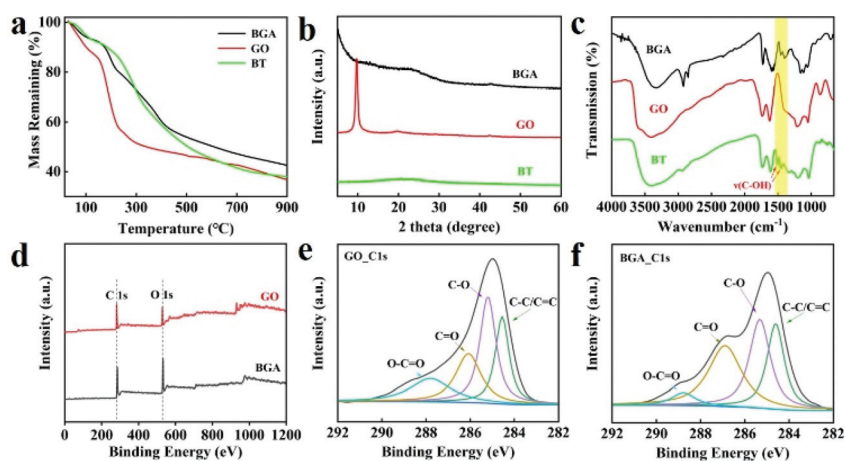 a
100
80
60
40
100
300
500
700
900
Mass Remaining (%)
Temperature (℃)
BGA
GO
BT
b
Intensity (a.u.)
BGA
GO
BT
10
20
30
40
50
60
2 theta (degree)
c
Transmission (%)
BGA
GO
BT
ν(C-OH)
4000
3500
3000
2500
2000
1500
1000
Wavenumber (cm⁻¹)
d
Intensity (a.u.)
C 1s
O 1s
GO
BGA
0
200
400
600
800
1000
1200
Binding Energy (eV)
e
GO_C1s
C-O
C-C/C=C
C=O
O-C=O
Intensity (a.u.)
292
290
288
286
284
282
Binding Energy (eV)
f
BGA_C1s
C-O
C-C/C=C
C=O
O-C=O
Intensity (a.u.)
292
290
288
286
284
282
Binding Energy (eV)